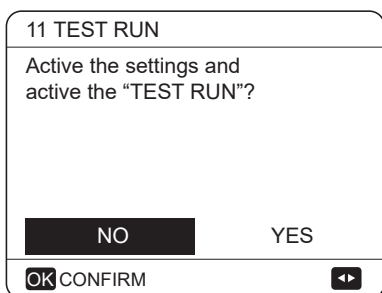 11 TEST RUN
Active the settings and
active the “TEST RUN”?
NO YES
OK CONFIRM